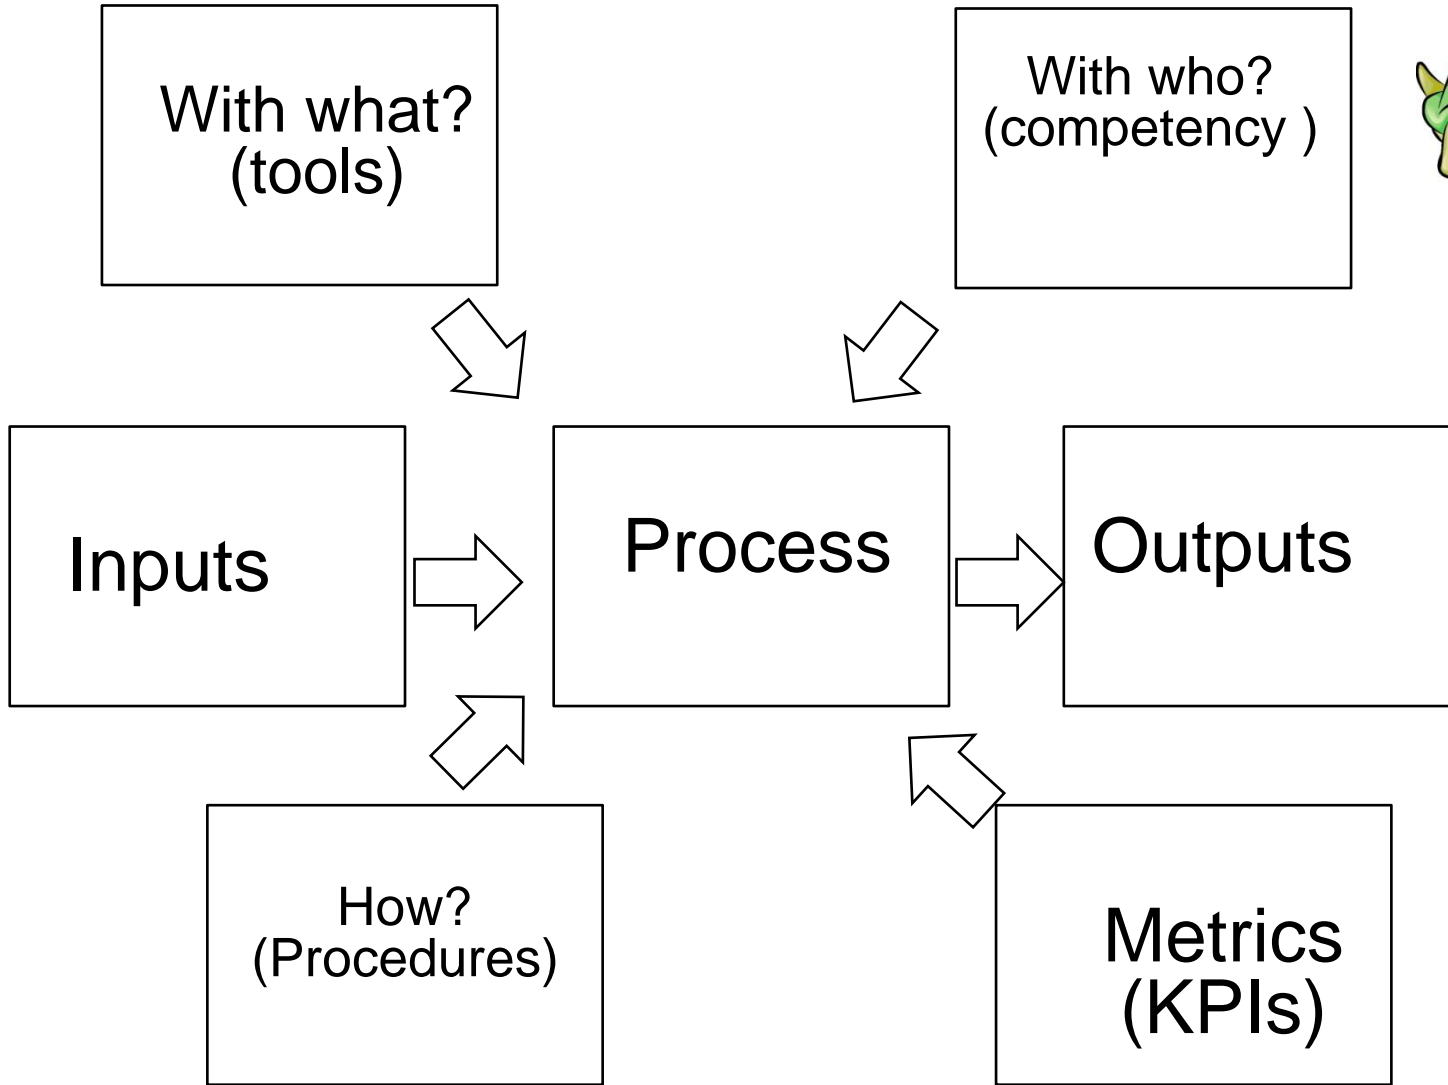 With what?
(tools)
With who?
(competency )
Inputs
Process
Outputs
How?
(Procedures)
Metrics
(KPIs)